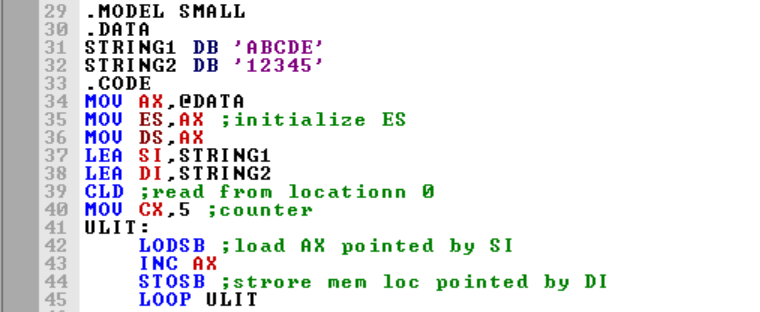 29 .MODEL SMALL
30 .DATA
31 STRING1 DB 'ABCDE'
32 STRING2 DB '12345'
33 .CODE
34 MOV AX,@DATA
35 MOV ES,AX ;initialize ES
36 MOV DS,AX
37 LEA SI,STRING1
38 LEA DI,STRING2
39 CLD ;read from locationn 0
40 MOV CX,5 ;counter
41 ULIT:
42 LODSB ;load AX pointed by SI
43 INC AX
44 STOSB ;strore mem loc pointed by DI
45 LOOP ULIT